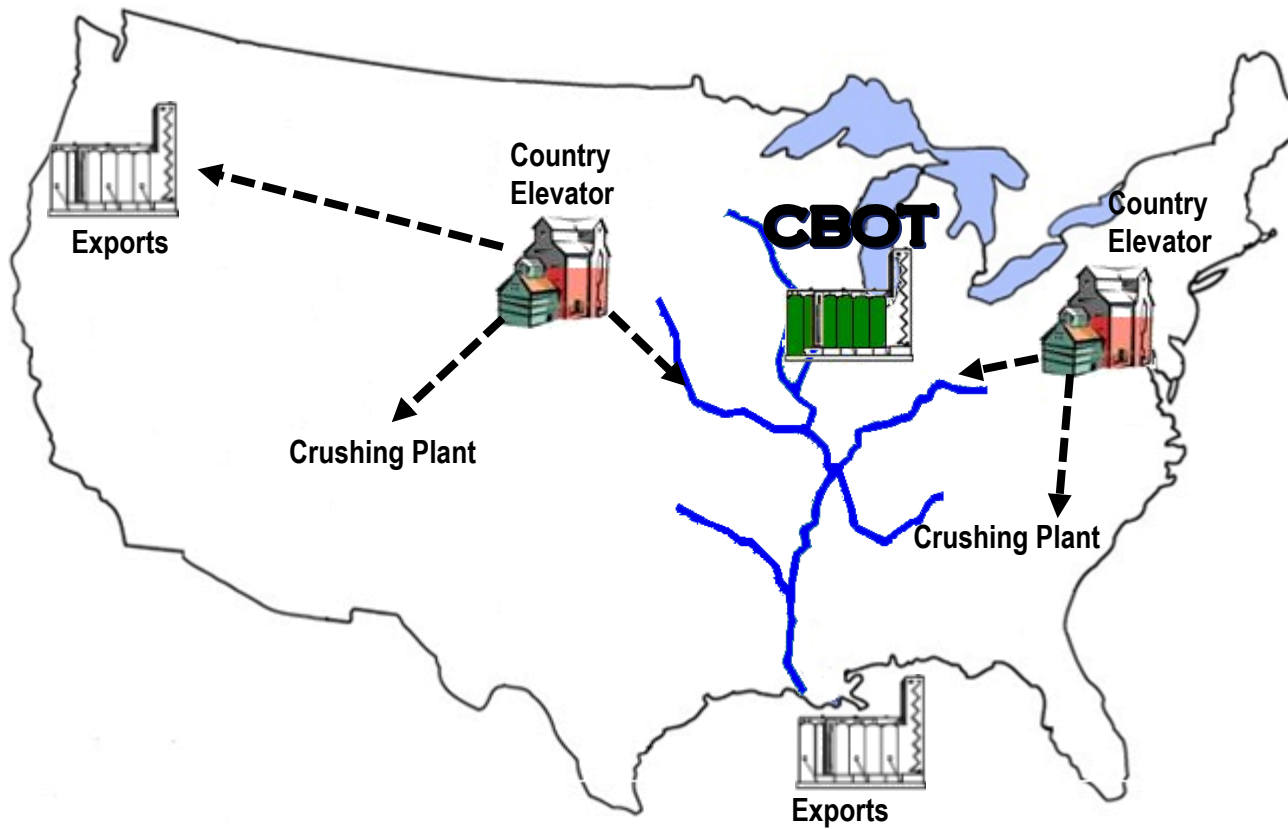 Country
Elevator
CBOT
Country
Elevator
Exports
Crushing Plant
Crushing Plant
Exports